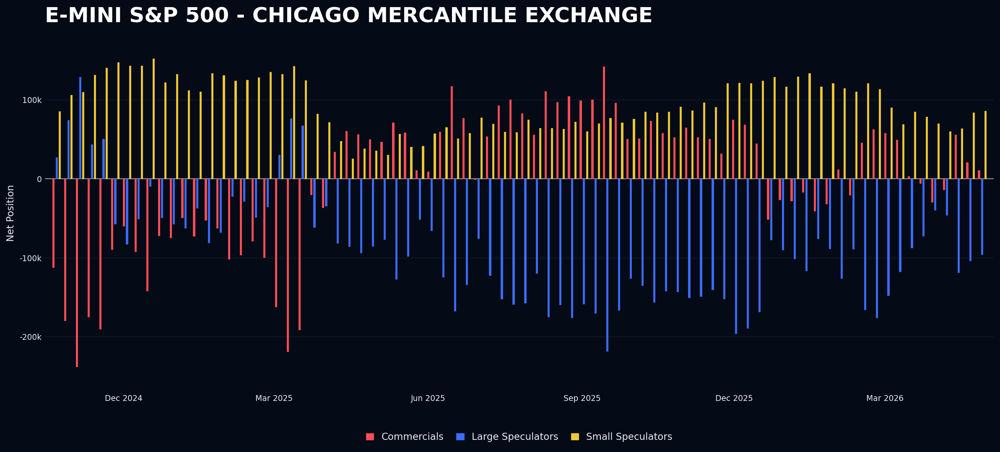 E-MINI S&P 500 - CHICAGO MERCANTILE EXCHANGE
Net Position
100k
0
-100k
-200k
Dec 2024
Mar 2025
Jun 2025
Sep 2025
Dec 2025
Mar 2026
Commercials
Large Speculators
Small Speculators